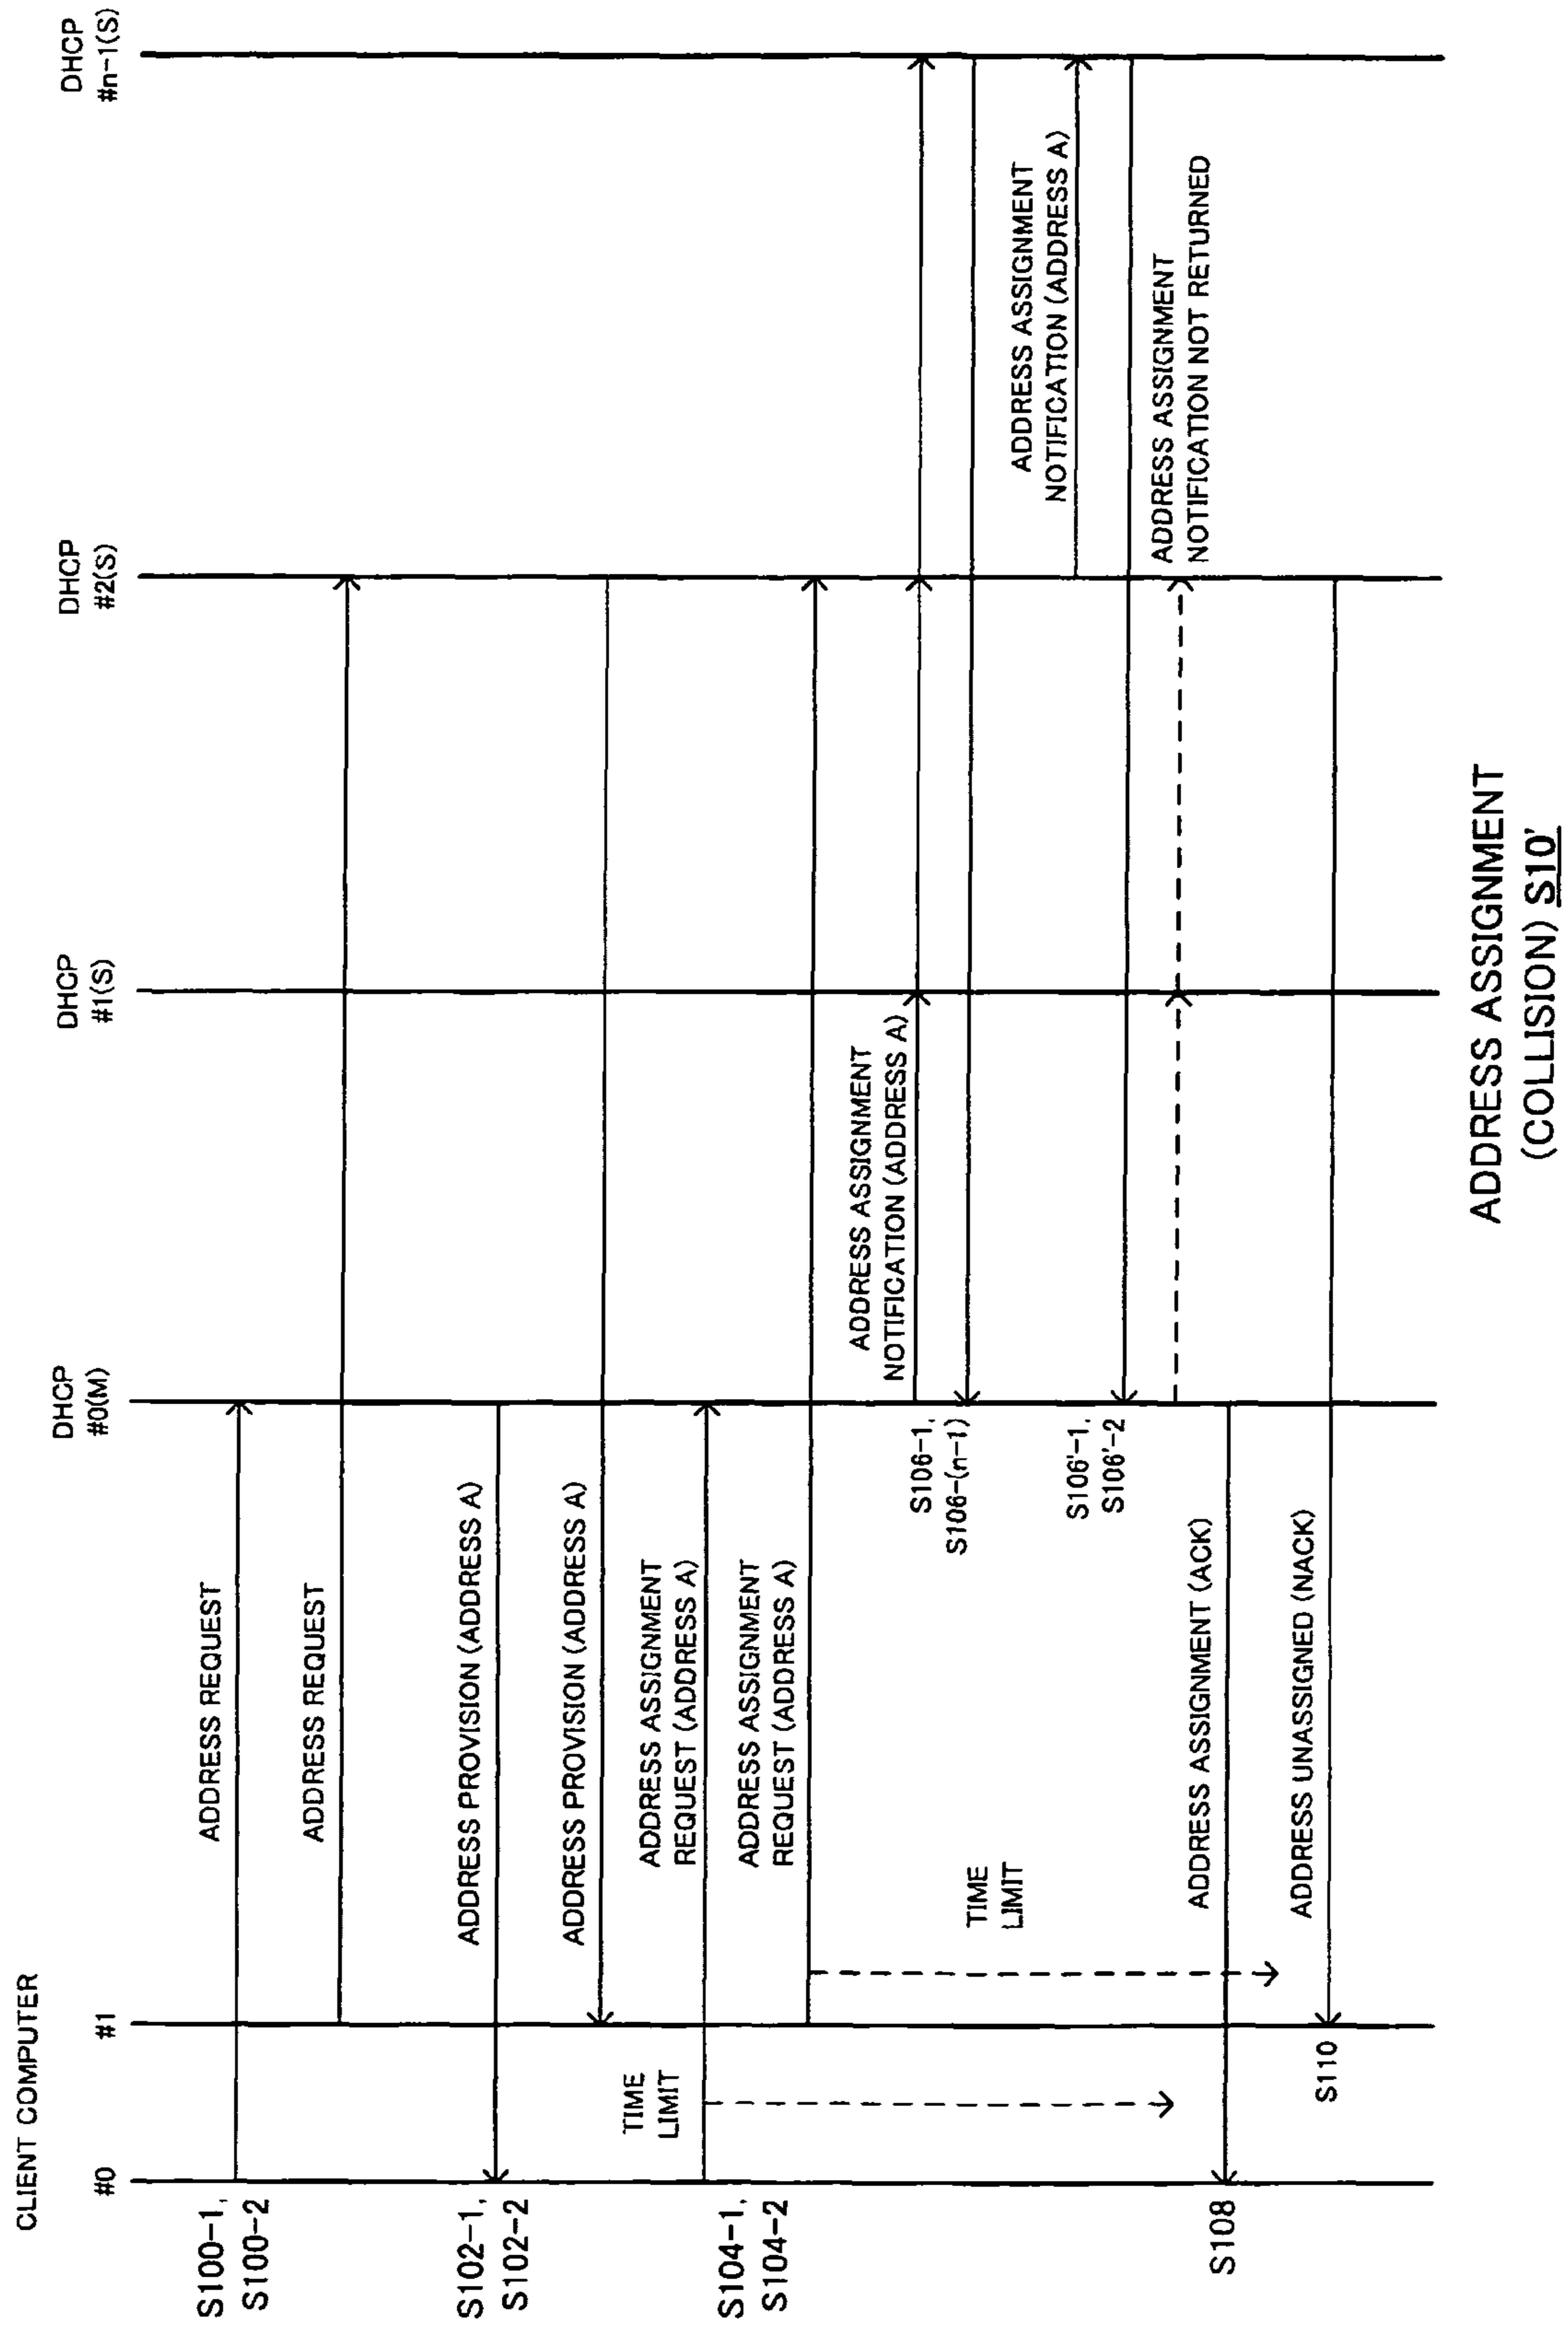 CLIENT COMPUTER
#0
#1
DHCP
#0(M)
DHCP
#1(S)
DHCP
#2(S)
DHCP
#n-1(S)
S100-1,
S100-2
ADDRESS REQUEST
ADDRESS REQUEST
S102-1,
S102-2
ADDRESS PROVISION (ADDRESS A)
ADDRESS PROVISION (ADDRESS A)
S104-1,
S104-2
TIME
LIMIT
ADDRESS ASSIGNMENT
REQUEST (ADDRESS A)
ADDRESS ASSIGNMENT
REQUEST (ADDRESS A)
TIME
LIMIT
ADDRESS ASSIGNMENT
NOTIFICATION (ADDRESS A)
S106-1,
S106-(n-1)
ADDRESS ASSIGNMENT
NOTIFICATION (ADDRESS A)
S106'-1,
S106'-2
ADDRESS ASSIGNMENT
NOTIFICATION NOT RETURNED
S108
ADDRESS ASSIGNMENT (ACK)
S110
ADDRESS UNASSIGNED (NACK)
ADDRESS ASSIGNMENT
(COLLISION) S10'